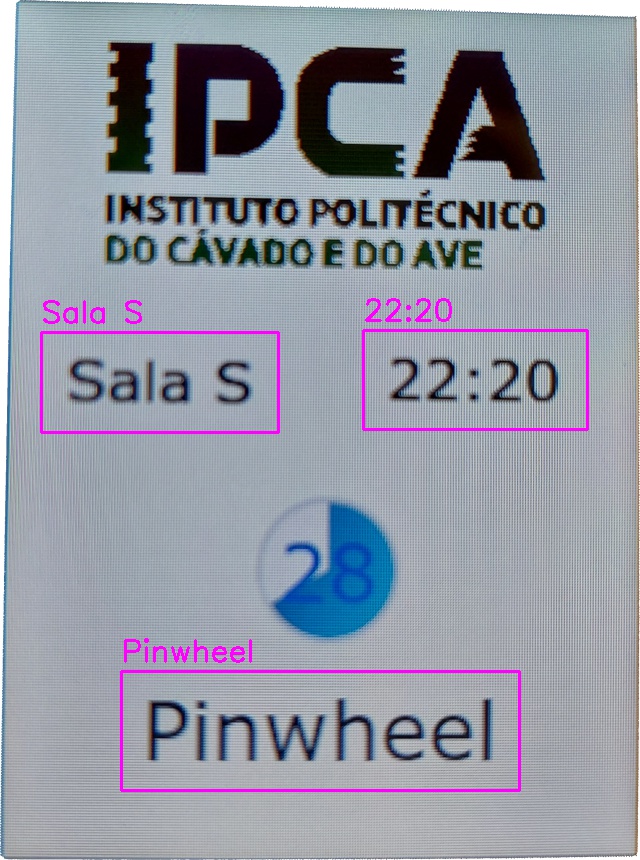 IPCA
INSTITUTO POLITÉCNICO
DO CÁVADO E DO AVE
Sala S 22:20
Sala S 22:20
28
Pinwheel
Pinwheel